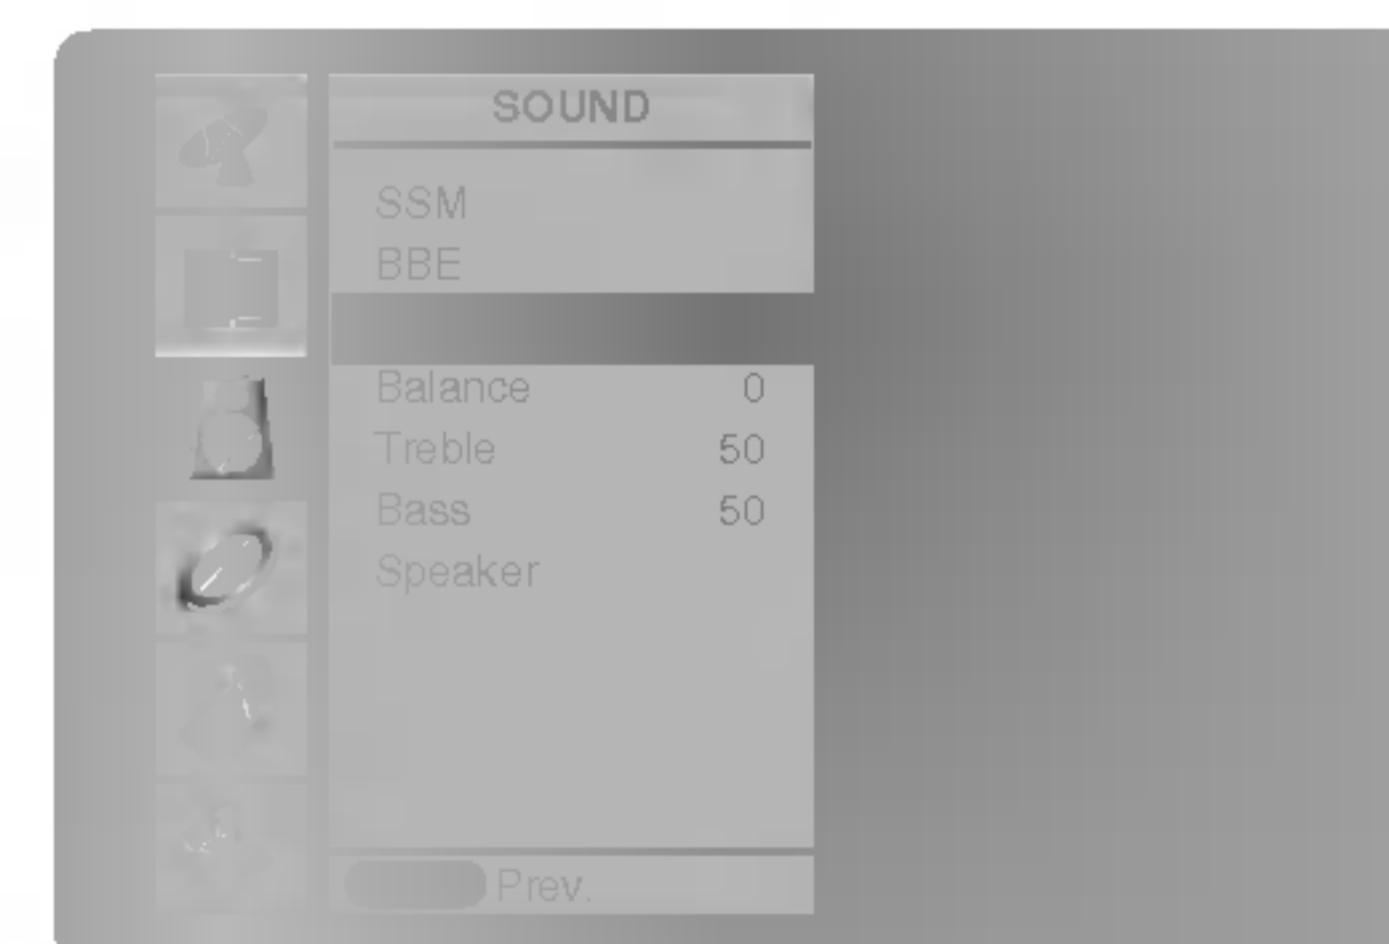 SOUND
SSM
BBE
Balance 0
Treble 50
Bass 50
Speaker
Prev.